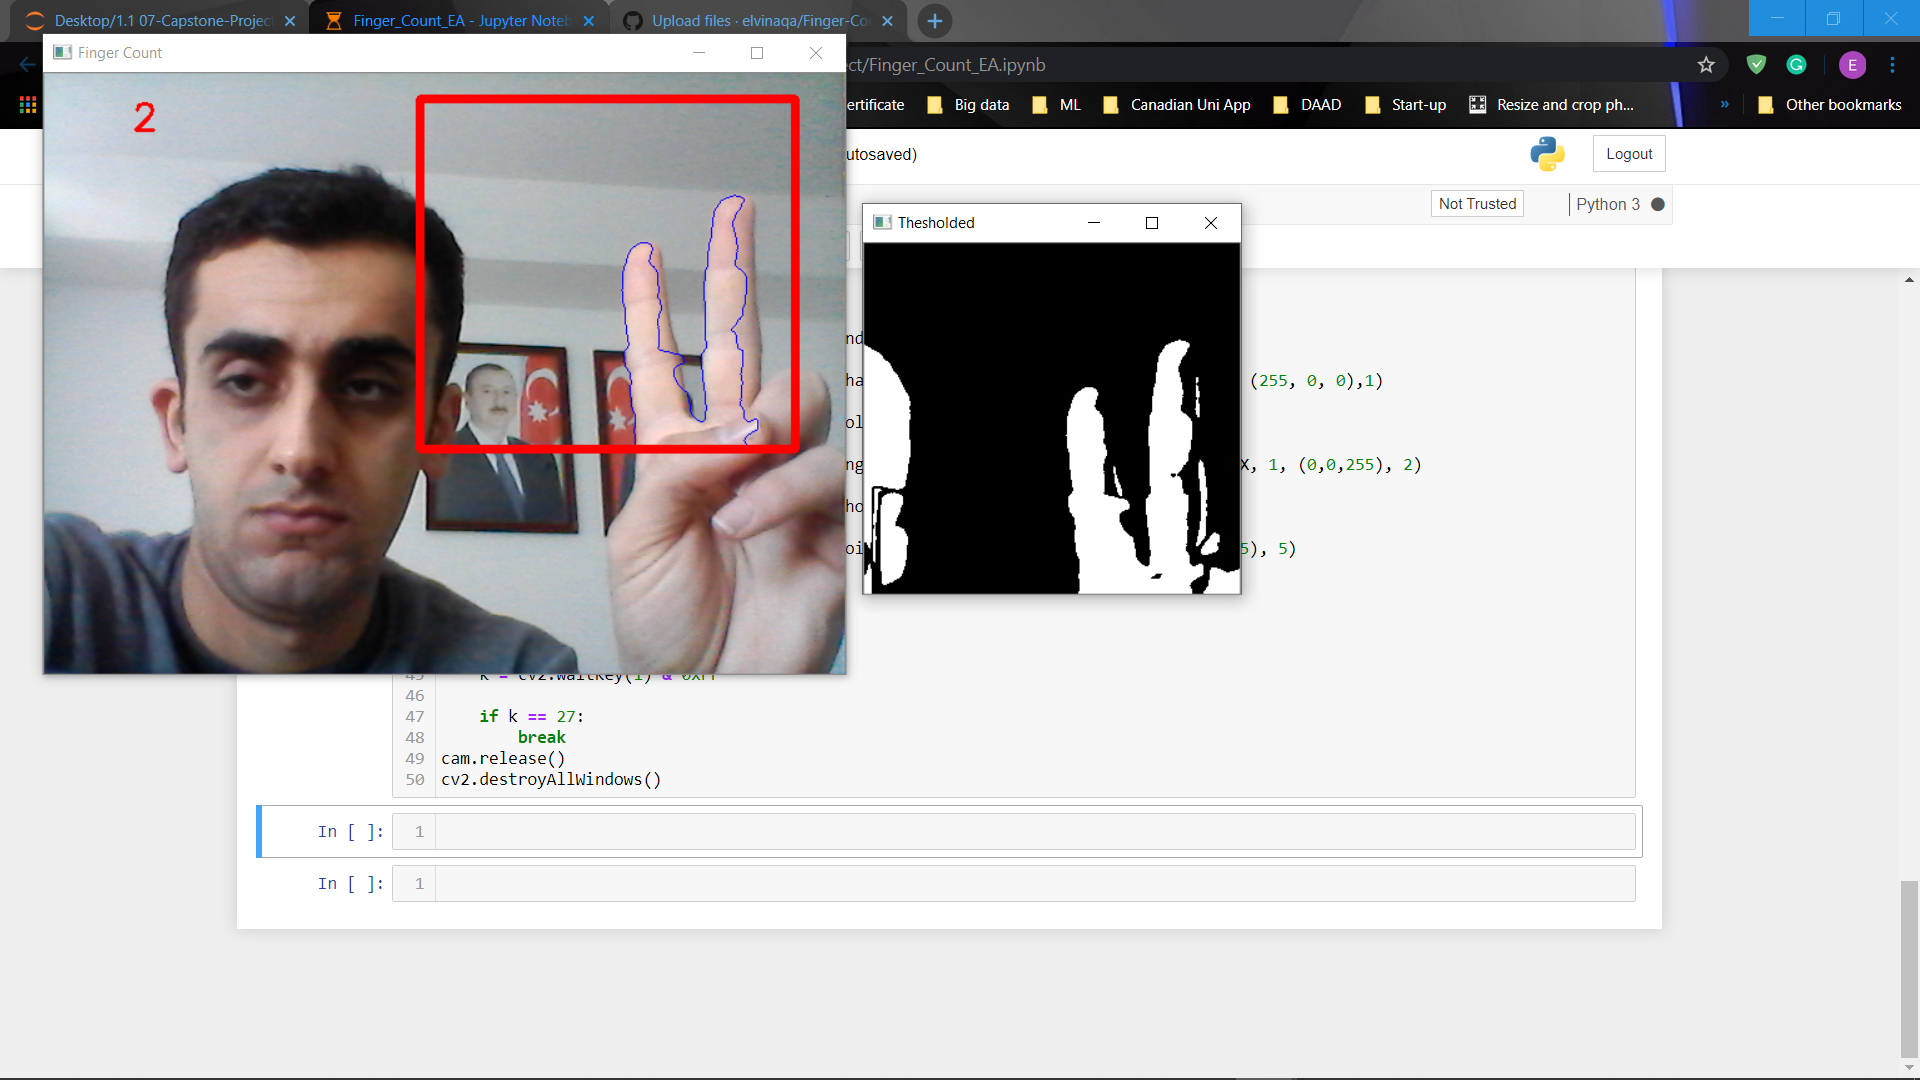 Desktop/1.1 07-Capstone-Projec
Finger_Count_EA - Jupyter Noteb
Upload files · elvinaqa/Finger-Co
Finger Count
ct/Finger_Count_EA.ipynb
E
ertificate
Big data
ML
Canadian Uni App
DAAD
Start-up
Resize and crop ph...
»
Other bookmarks
2
utosaved)
Logout
Not Trusted
Python 3
Thesholded
nd
ha
(255, 0, 0),1)
ol
ng
X, 1, (0,0,255), 2)
ho
oi
5), 5)
45 k = cv2.waitKey(1) & 0xFF
46
47 if k == 27:
48 break
49 cam.release()
50 cv2.destroyAllWindows()
In [ ]: 1
In [ ]: 1